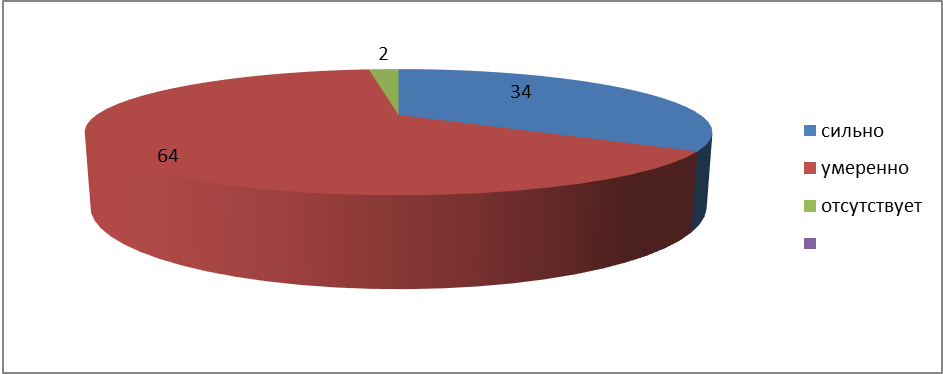 2
34
64
сильно
умеренно
отсутствует